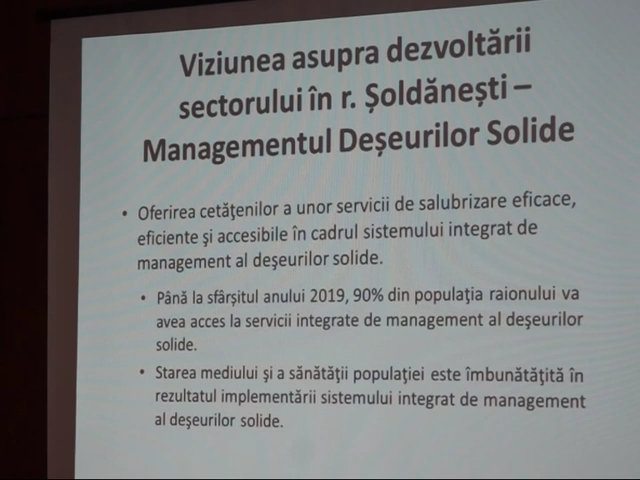 Viziunea asupra dezvoltării
sectorului în r. Șoldănești –
Managementul Deșeurilor Solide
• Oferirea cetăţenilor a unor servicii de salubrizare eficace,
eficiente şi accesibile în cadrul sistemului integrat de
management al deşeurilor solide.
• Până la sfârșitul anului 2019, 90% din populaţia raionului va
avea acces la servicii integrate de management al deşeurilor
solide.
• Starea mediului şi a sănătăţii populaţiei este îmbunătăţită în
rezultatul implementării sistemului integrat de management
al deşeurilor solide.